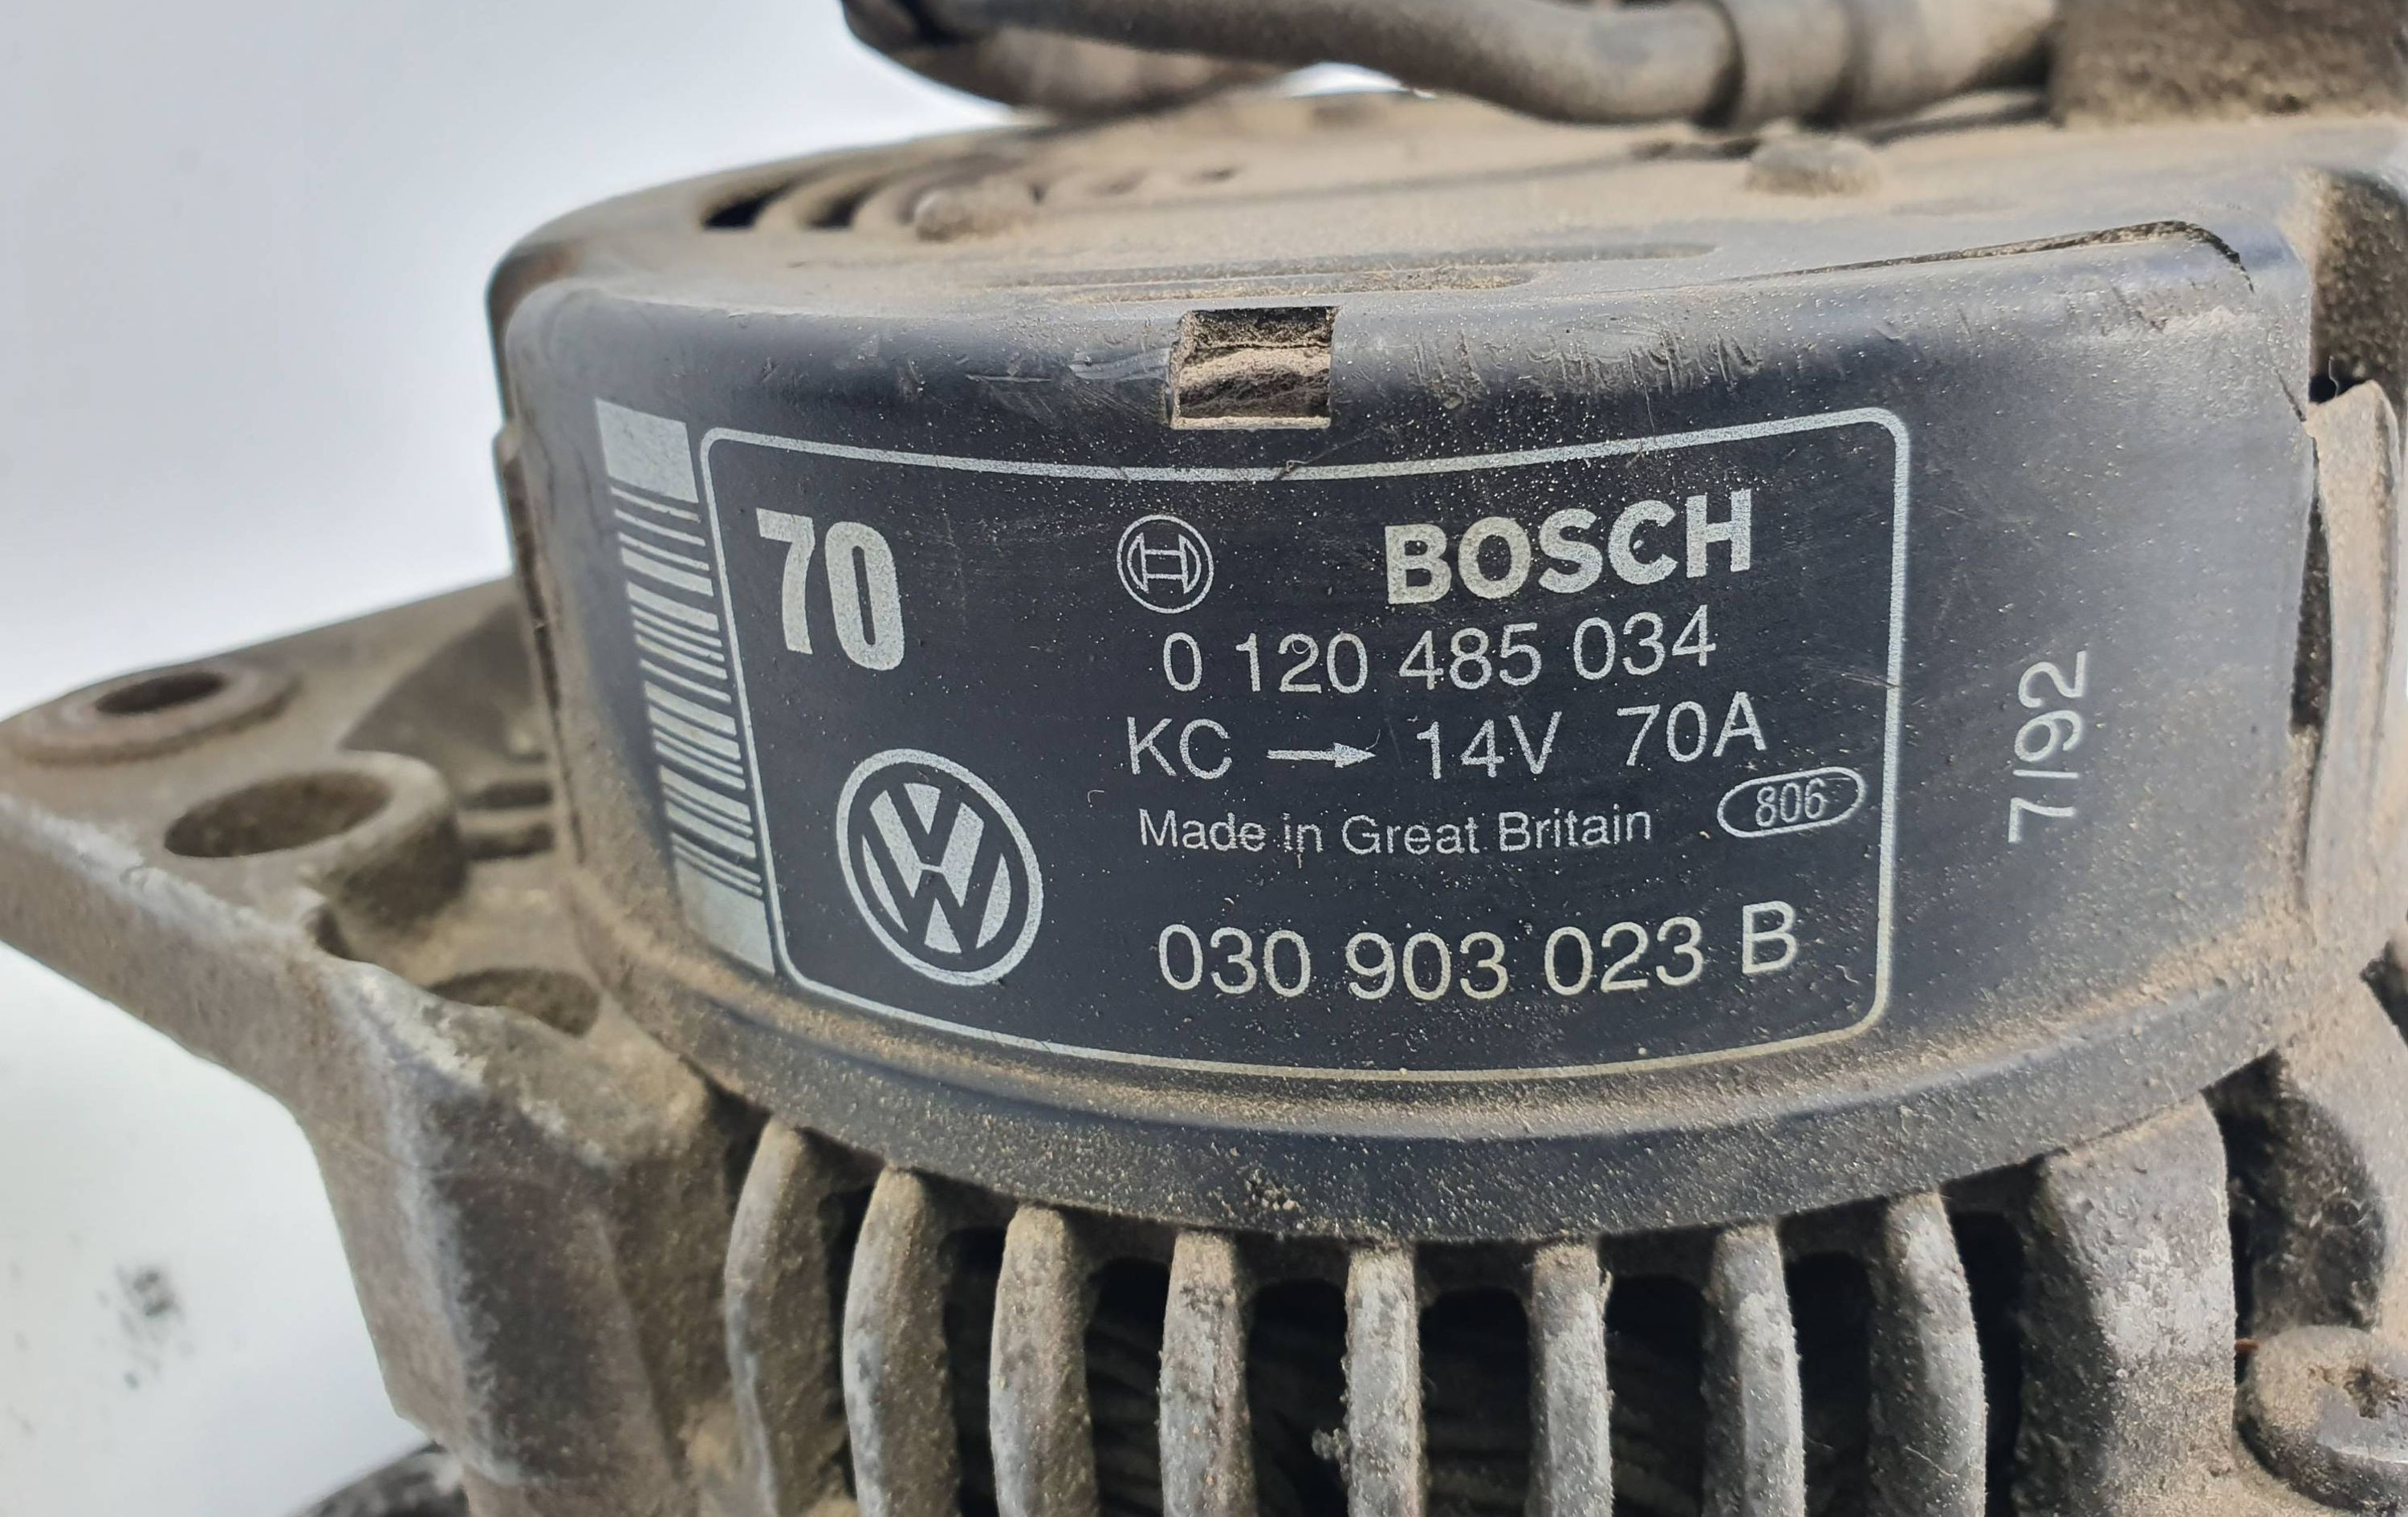 70
BOSCH
0 120 485 034
KC → 14V 70A
Made in Great Britain 806
030 903 023 B
7/92